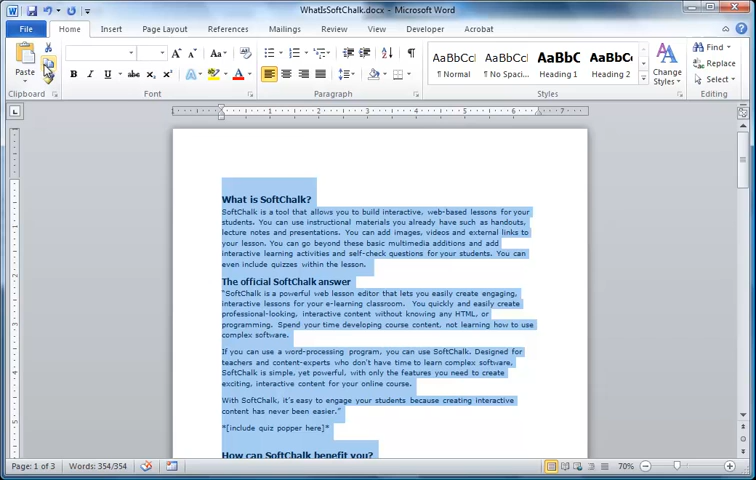 WhatIsSoftChalk.docx - Microsoft Word
File Home Insert Page Layout References Mailings Review View Developer Acrobat
Paste
Clipboard
B I U abc x₂ x²
Font
Paragraph
AaBbCcI AaBbCcI AaBbC AaBbC
¶ Normal ¶ No Spaci... Heading 1 Heading 2
Styles
Change Styles
Find
Replace
Select
Editing
1 1 2 3 4 5 6 7
What is SoftChalk?
SoftChalk is a tool that allows you to build interactive, web-based lessons for your
students. You can use instructional materials you already have such as handouts,
lecture notes and presentations. You can add images, videos and external links to
your lesson. You can go beyond these basic multimedia additions and add
interactive learning activities and self-check questions for your students. You can
even include quizzes within the lesson.
The official SoftChalk answer
"SoftChalk is a powerful web lesson editor that lets you easily create engaging,
interactive lessons for your e-learning classroom. You quickly and easily create
professional-looking, interactive content without knowing any HTML, or
programming. Spend your time developing course content, not learning how to use
complex software.
If you can use a word-processing program, you can use SoftChalk. Designed for
teachers and content-experts who don't have time to learn complex software,
SoftChalk is simple, yet powerful, with only the features you need to create
exciting, interactive content for your online course.
With SoftChalk, it's easy to engage your students because creating interactive
content has never been easier."
*[include quiz popper here]*
How can SoftChalk benefit you?
Page: 1 of 3 Words: 354/354 70%